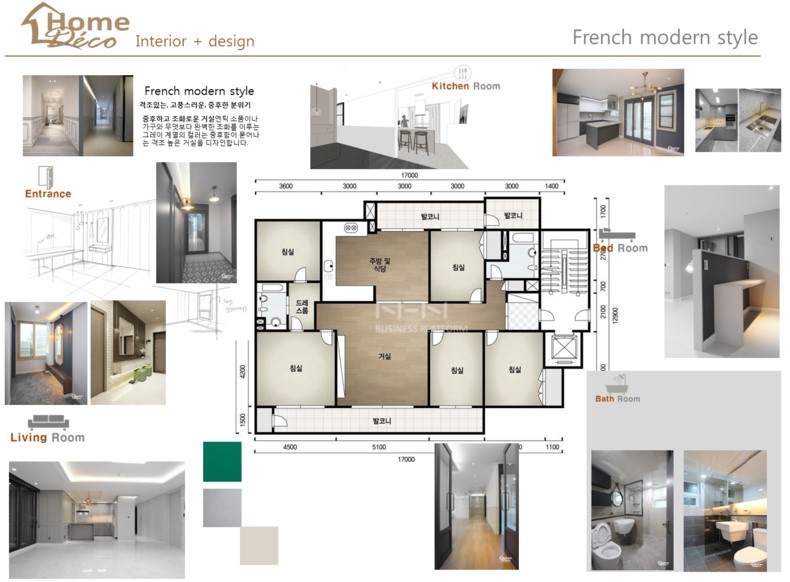 Home
Déco
Interior + design
French modern style
French modern style
격조있는, 고풍스러운, 중후한 분위기
중후하고 조화로운 거실엔틱 소품이나
가구와 무엇보다 완벽한 조화를 이루는
그레이 계열의 컬러는 중후함이 묻어나
는 격조 높은 거실을 디자인합니다.
Kitchen Room
Entrance
17000
3600 3000 3000 3000 3000 1400
발코니
발코니
침실
주방 및
식당
침실
드레
스룸
거실
침실
침실
침실
발코니
BUSINESS PLATFORM
1700
2700
700
2100
12900
4200
1500
4500 5100 1100
17000
Bed Room
Bath Room
Living Room